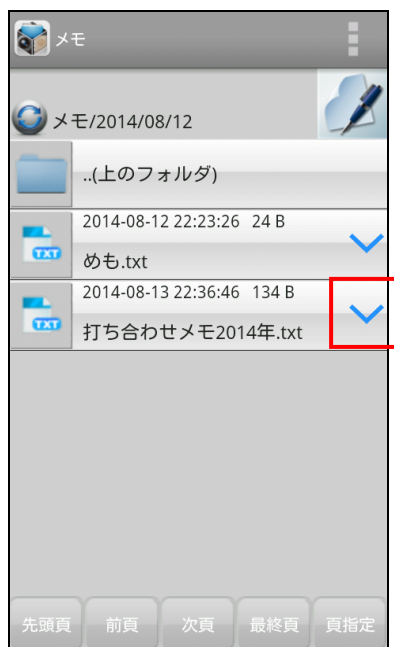 メモ
メモ/2014/08/12
..(上のフォルダ)
2014-08-12 22:23:26 24 B
TXT
めも.txt
2014-08-13 22:36:46 134 B
TXT
打ち合わせメモ2014年.txt
先頭頁 前頁 次頁 最終頁 頁指定